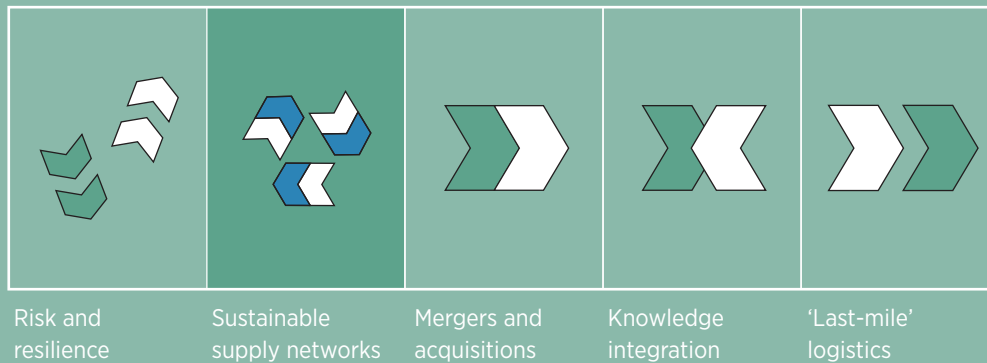 Risk and
resilience
Sustainable
supply networks
Mergers and
acquisitions
Knowledge
integration
‘Last-mile’
logistics